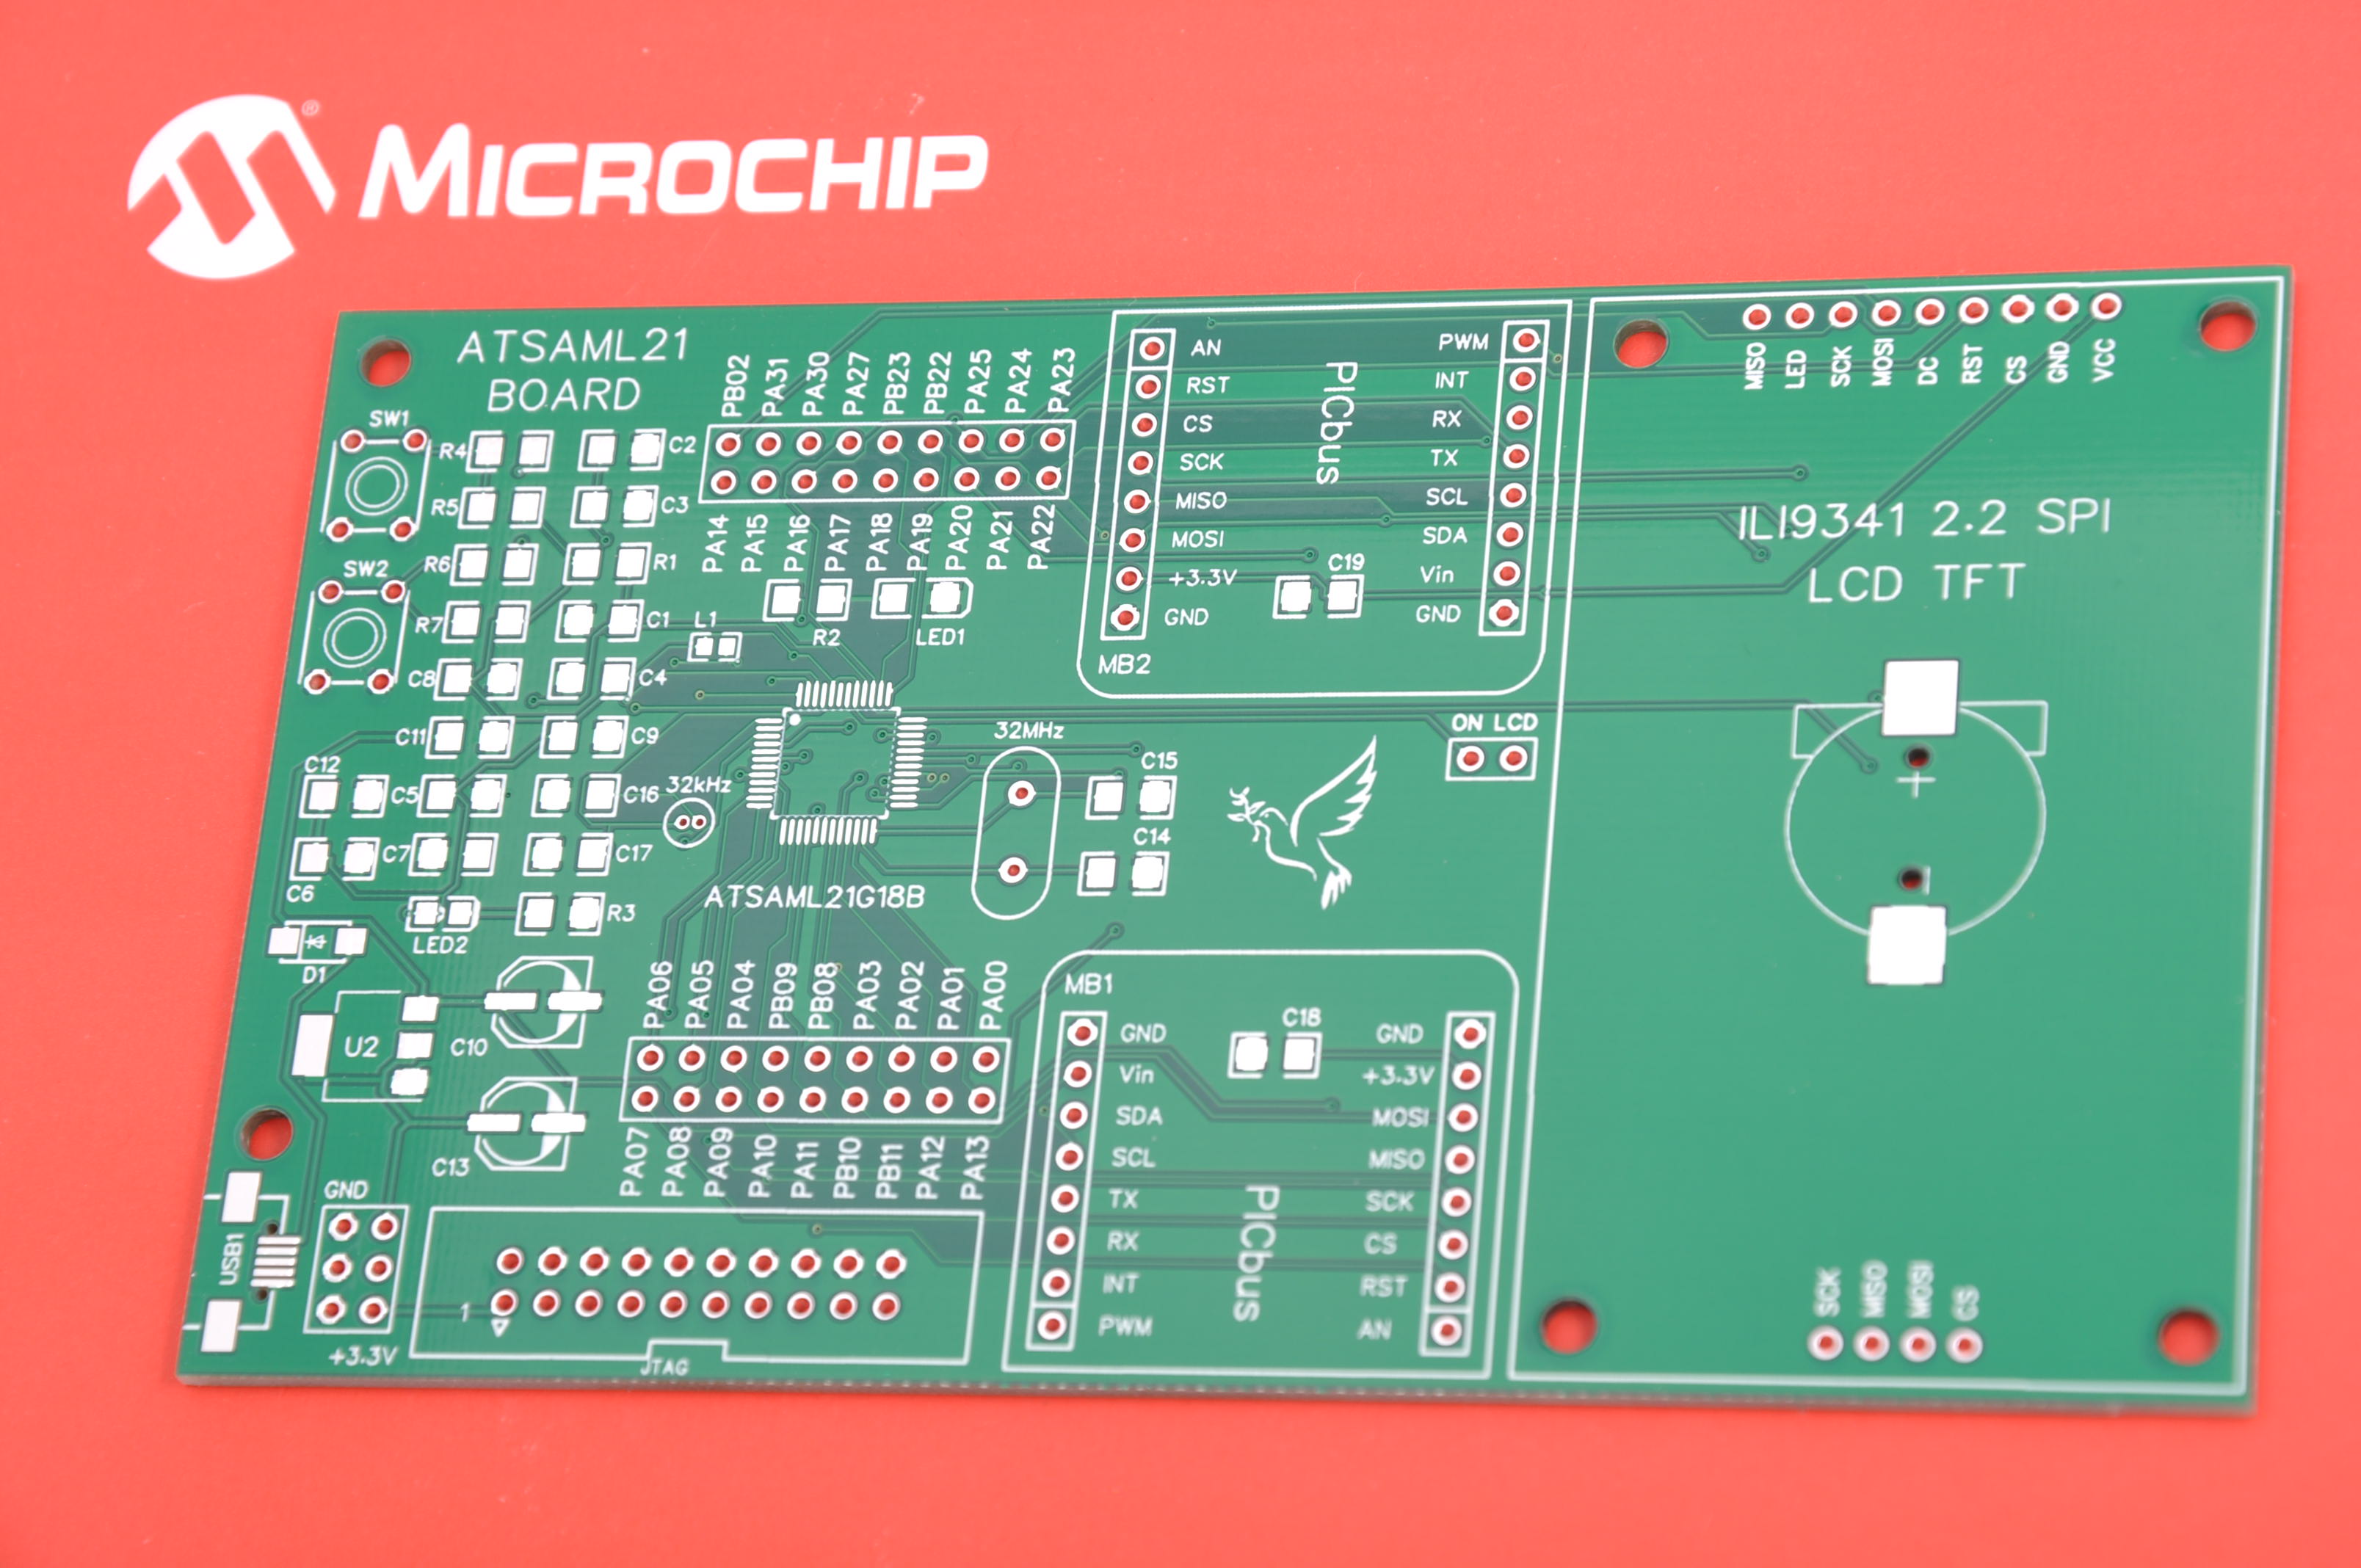 MICROCHIP
®
ATSAML21
BOARD
SW1
R4
C2
R5
C3
SW2
R6
R1
R7
C1
L1
C8
C4
C11
C9
C12
C5
C16
32kHz
C7
C17
C6
LED2
R3
D1
U2
C10
C13
PB02
PA31
PA30
PA27
PB23
PB22
PA25
PA24
PA23
PA14
PA15
PA16
PA17
PA18
PA19
PA20
PA21
PA22
R2
LED1
ATSAML21G18B
32MHz
C15
C14
AN
RST
CS
SCK
MISO
MOSI
+3.3V
GND
PICbus
C19
PWM
INT
RX
TX
SCL
SDA
Vin
GND
MB2
ON LCD
MISO
LED
SCK
MOSI
DC
RST
CS
GND
VCC
ILI9341 2.2 SPI
LCD TFT
+
-
PA06
PA05
PA04
PB09
PB08
PA03
PA02
PA01
PA00
PA07
PA08
PA09
PA10
PA11
PB10
PB11
PA12
PA13
MB1
GND
Vin
SDA
SCL
TX
RX
INT
PWM
C18
PICbus
GND
+3.3V
MOSI
MISO
SCK
CS
RST
AN
USB1
GND
+3.3V
1
JTAG
SCK
MISO
MOSI
CS